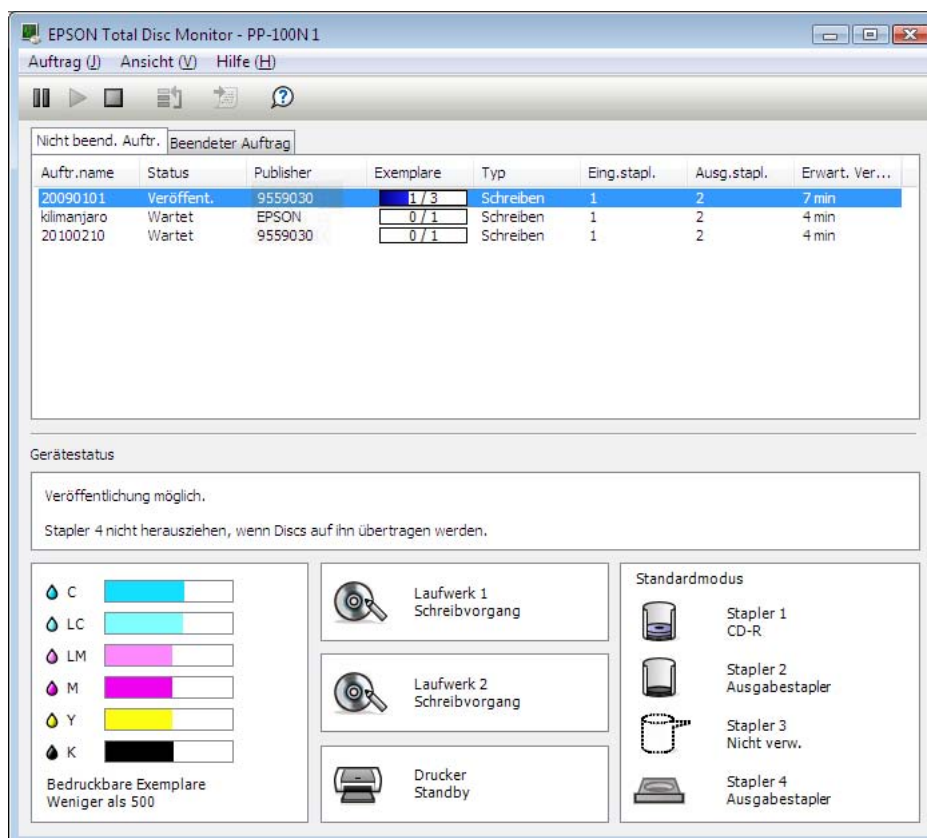 EPSON Total Disc Monitor - PP-100N 1
Auftrag (J) Ansicht (V) Hilfe (H)
Nicht beend. Auftr. Beendeter Auftrag
Auftr.name Status Publisher Exemplare Typ Eing.stapl. Ausg.stapl. Erwart. Ver...
20090101 Veröffent. 9559030 1 / 3 Schreiben 1 2 7 min
kilimanjaro Wartet EPSON 0 / 1 Schreiben 1 2 4 min
20100210 Wartet 9559030 0 / 1 Schreiben 1 2 4 min
Gerätestatus
Veröffentlichung möglich.
Stapler 4 nicht herausziehen, wenn Discs auf ihn übertragen werden.
C
LC
LM
M
Y
K
Bedruckbare Exemplare
Weniger als 500
Laufwerk 1
Schreibvorgang
Laufwerk 2
Schreibvorgang
Drucker
Standby
Standardmodus
Stapler 1
CD-R
Stapler 2
Ausgabestapler
Stapler 3
Nicht verw.
Stapler 4
Ausgabestapler